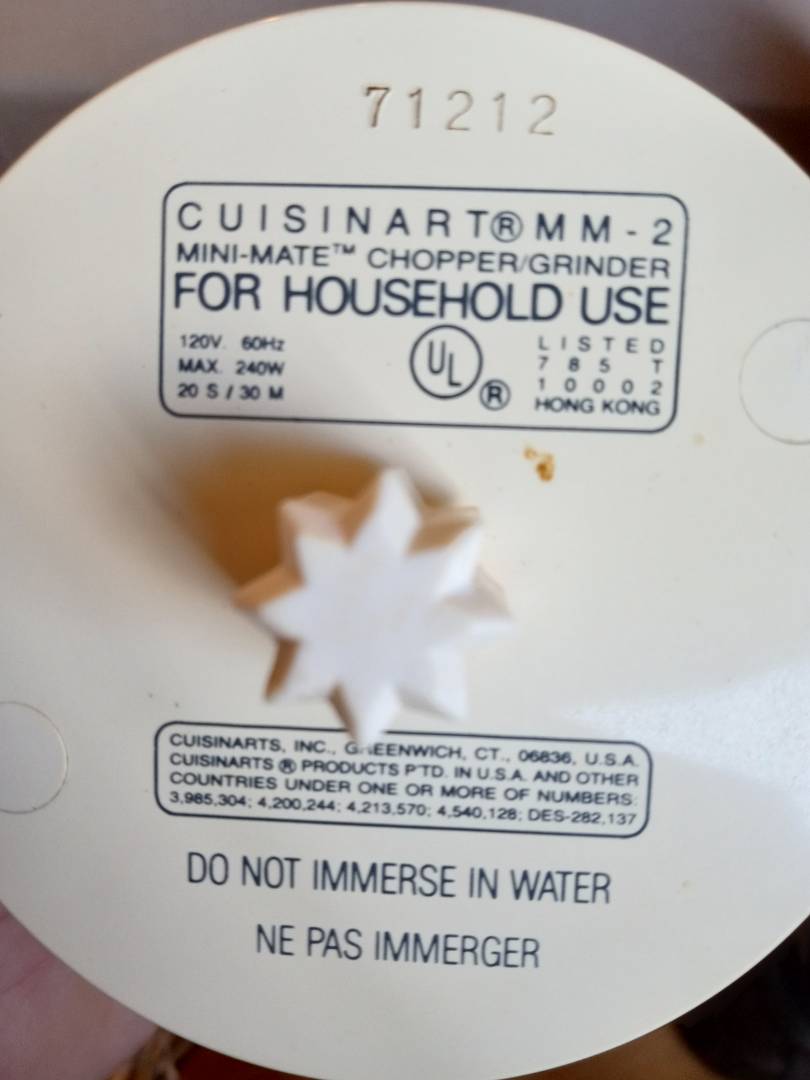 71212
CUISINART® MM-2
MINI-MATE™ CHOPPER/GRINDER
FOR HOUSEHOLD USE
120V. 60Hz
MAX. 240W
20 S / 30 M
UL®
LISTED
785 T
10002
HONG KONG
CUISINARTS, INC., GREENWICH, CT., 06836, U.S.A.
CUISINARTS ® PRODUCTS P'TD. IN U.S.A. AND OTHER
COUNTRIES UNDER ONE OR MORE OF NUMBERS:
3,985,304; 4,200,244; 4,213,570; 4,540,128; DES-282,137
DO NOT IMMERSE IN WATER
NE PAS IMMERGER